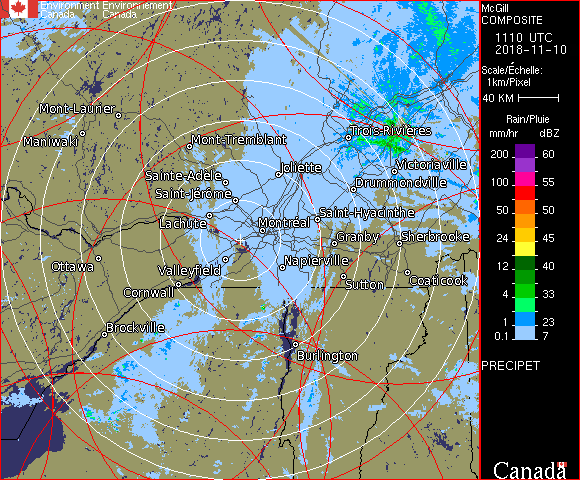 Environment Environnement
Canada Canada
McGill
COMPOSITE
1110 UTC
2018-11-10
Scale/Échelle:
1km/Pixel
40 KM
Rain/Pluie
mm/hr dBZ
200 60
100 55
50 50
24 45
12 40
4 33
1 23
0.1 7
PRECIPET
Canada
Mont-Laurier
Maniwaki
Mont-Tremblant
Trois-Rivières
Joliette
Victoriaville
Sainte-Adele
Drummondville
Saint-Jérôme
Lachute
Saint-Hyacinthe
Montréal
Granby
Sherbrooke
Ottawa
Valleyfield
Napierville
Cornwall
Sutton
Coaticook
Brockville
Burlington